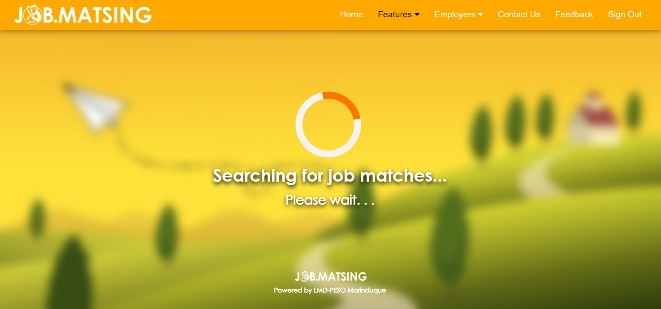 JOB.MATSING
Home Features Employers Contact Us Feedback Sign Out
Searching for job matches...
Please wait. . .
JOB.MATSING
Powered by LMD-PESO Marinduque